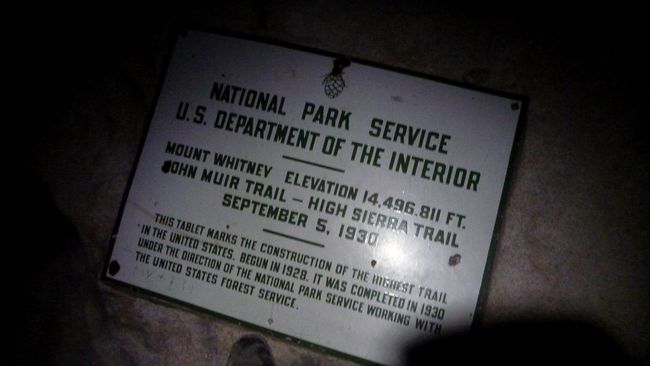 NATIONAL PARK SERVICE
U.S. DEPARTMENT OF THE INTERIOR
MOUNT WHITNEY ELEVATION 14,496.811 FT.
JOHN MUIR TRAIL – HIGH SIERRA TRAIL
SEPTEMBER 5, 1930
THIS TABLET MARKS THE CONSTRUCTION OF THE HIGHEST TRAIL
IN THE UNITED STATES. BEGUN IN 1928. IT WAS COMPLETED IN 1930
UNDER THE DIRECTION OF THE NATIONAL PARK SERVICE WORKING WITH
THE UNITED STATES FOREST SERVICE.